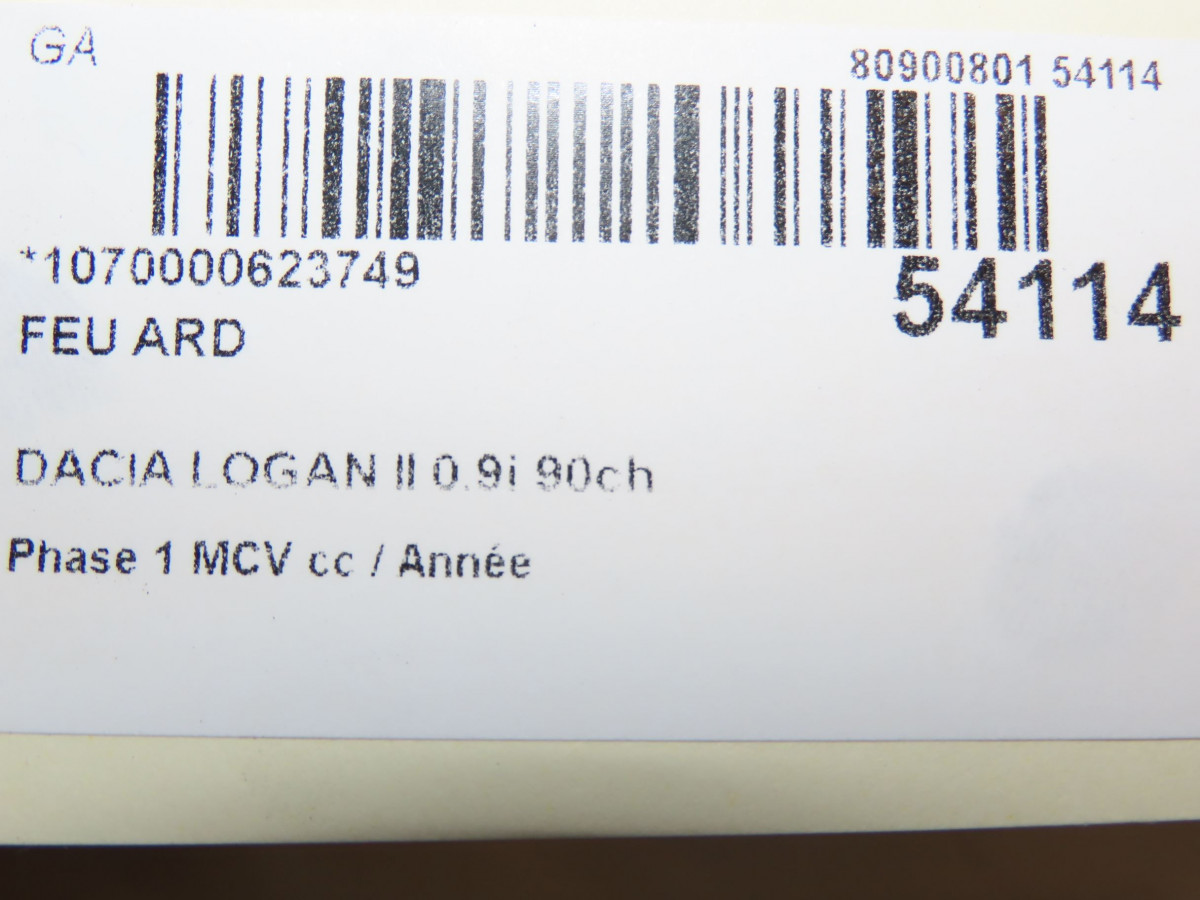 GA
80900801 54114
*1070000623749
54114
FEU ARD
DACIA LOGAN II 0.9i 90ch
Phase 1 MCV cc / Année